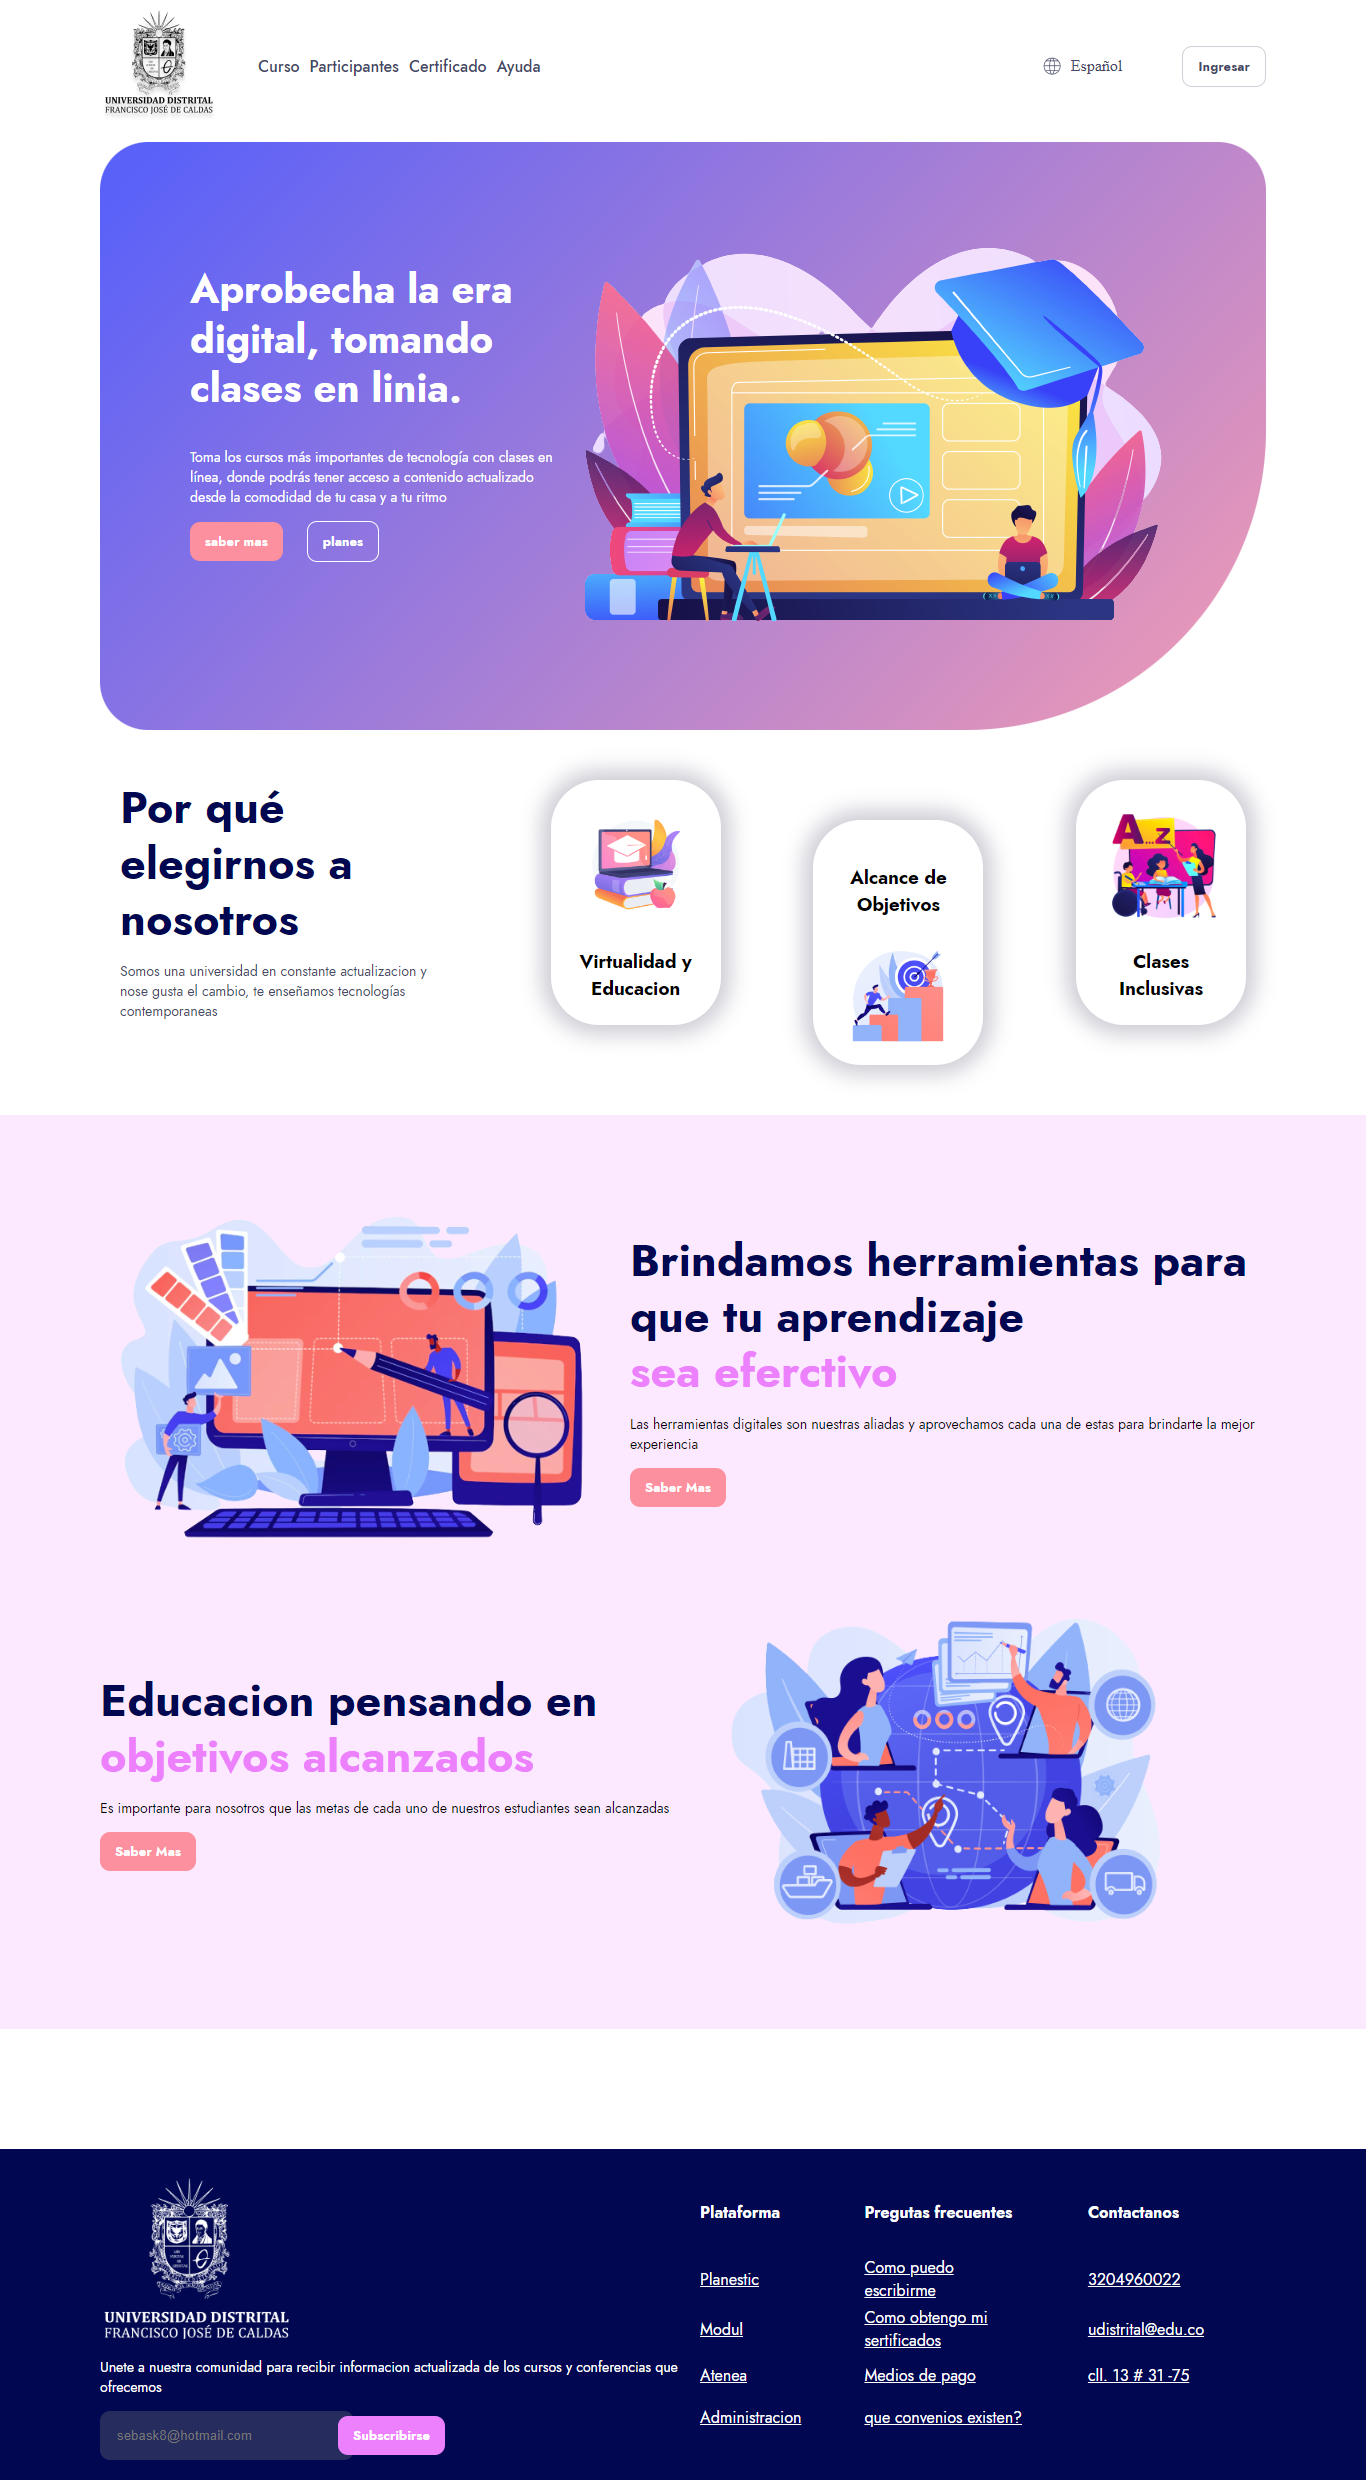 UNIVERSIDAD DISTRITAL
FRANCISCO JOSÉ DE CALDAS
Curso Participantes Certificado Ayuda
Español
Ingresar
Aprobecha la era
digital, tomando
clases en linia.
Toma los cursos más importantes de tecnología con clases en
línea, donde podrás tener acceso a contenido actualizado
desde la comodidad de tu casa y a tu ritmo
saber mas
planes
Por qué
elegirnos a
nosotros
Somos una universidad en constante actualizacion y
nose gusta el cambio, te enseñamos tecnologías
contemporaneas
Virtualidad y
Educacion
Alcance de
Objetivos
A...z
Clases
Inclusivas
Brindamos herramientas para
que tu aprendizaje
sea eferctivo
Las herramientas digitales son nuestras aliadas y aprovechamos cada una de estas para brindarte la mejor
experiencia
Saber Mas
Educacion pensando en
objetivos alcanzados
Es importante para nosotros que las metas de cada uno de nuestros estudiantes sean alcanzadas
Saber Mas
UNIVERSIDAD DISTRITAL
FRANCISCO JOSÉ DE CALDAS
Unete a nuestra comunidad para recibir informacion actualizada de los cursos y conferencias que
ofrecemos
sebask8@hotmail.com
Subscribirse
Plataforma
Planestic
Modul
Atenea
Administracion
Pregutas frecuentes
Como puedo
escribirme
Como obtengo mi
sertificados
Medios de pago
que convenios existen?
Contactanos
3204960022
udistrital@edu.co
cll. 13 # 31 -75